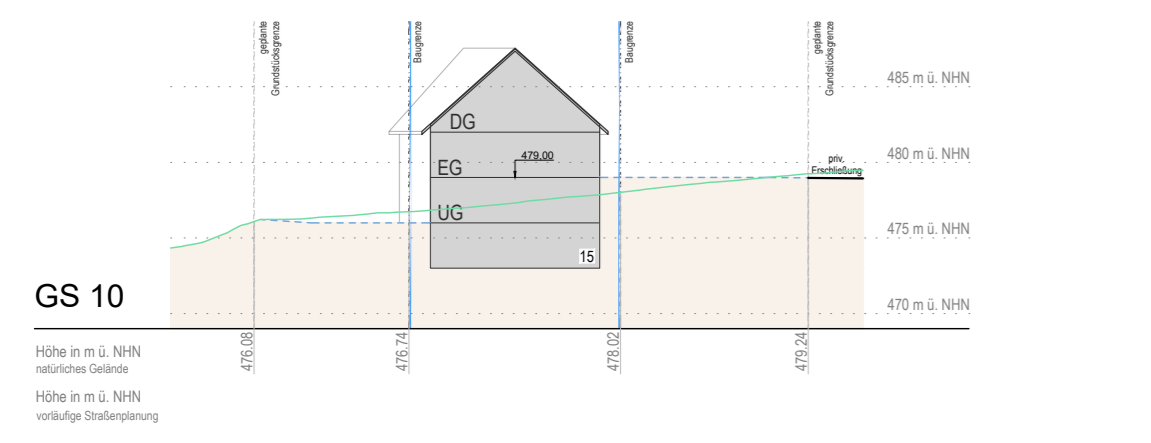 geplante
Grundstücksgrenze
Baugrenze
Baugrenze
geplante
Grundstücksgrenze
485 m ü. NHN
DG
480 m ü. NHN
479.00
priv.
Erschließung
EG
UG
475 m ü. NHN
15
470 m ü. NHN
GS 10
476.08
476.74
478.02
479.24
Höhe in m ü. NHN
natürliches Gelände
Höhe in m ü. NHN
vorläufige Straßenplanung